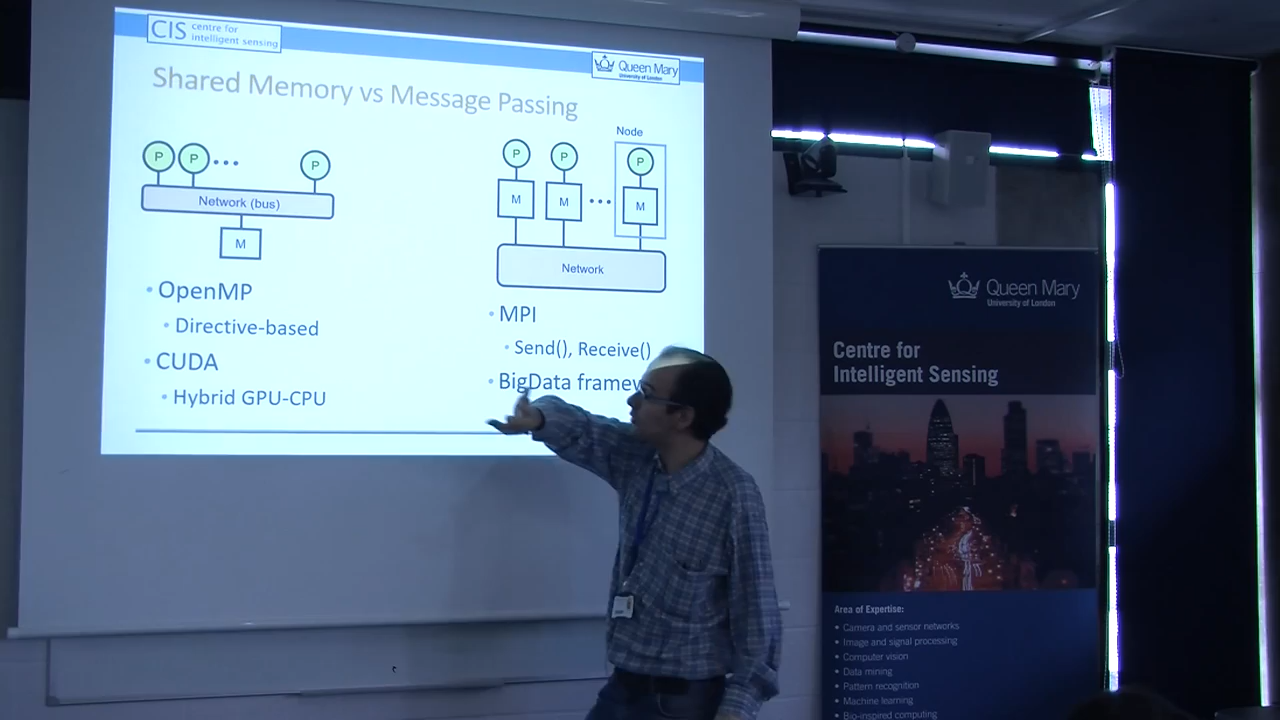 CIS centre for
intelligent sensing
Queen Mary
University of London
Shared Memory vs Message Passing
P P ... P
Network (bus)
M
• OpenMP
• Directive-based
• CUDA
• Hybrid GPU-CPU
Node
P P P
M M ... M
Network
• MPI
• Send(), Receive()
• BigData
Queen Mary
University of London
Centre for
Intelligent Sensing
Area of Expertise:
• Camera and sensor networks
• Image and signal processing
• Computer vision
• Data mining
• Pattern recognition
• Machine learning
• Bio-inspired computing